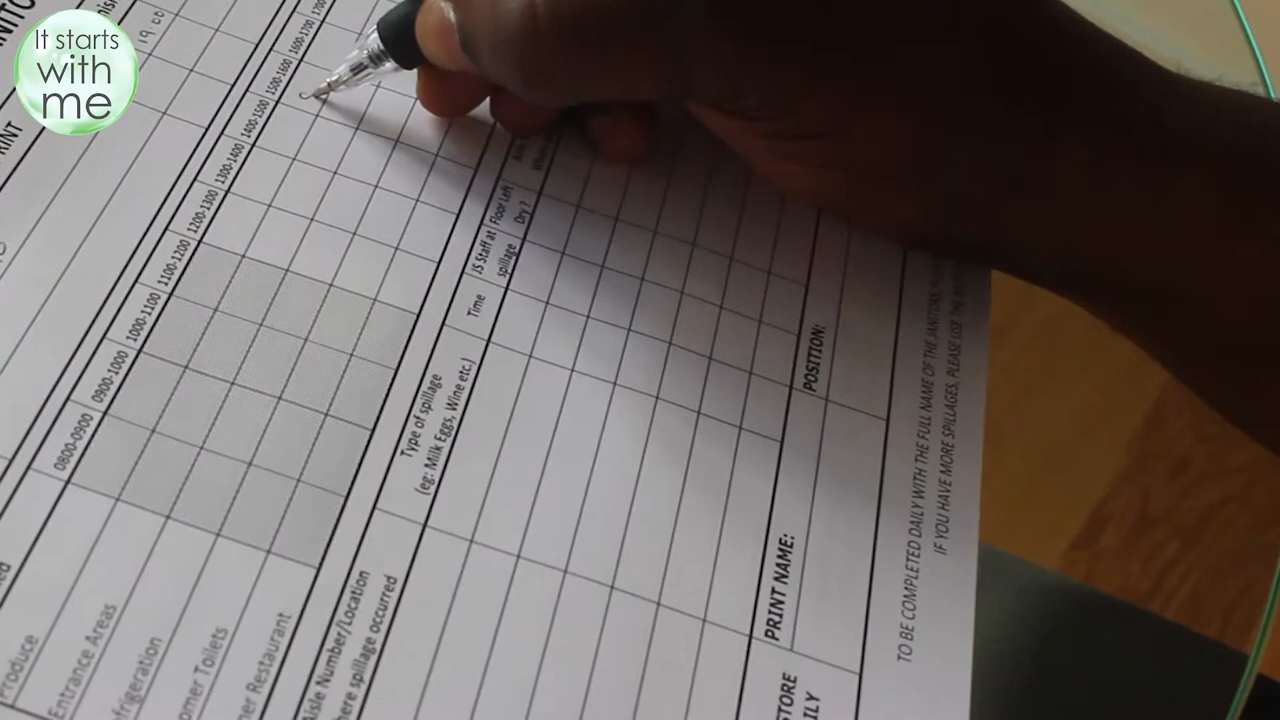 It starts
with
me
19 00
0800-0900
0900-1000
1000-1100
1100-1200
1200-1300
1300-1400
1400-1500
1500-1600
1600-1700
Produce
Entrance Areas
Restaurant
Toilets
Aisle Number/Location
spillage occurred
Type of spillage
(eg: Milk Eggs, Wine etc,)
Time
JS Staff at
spillage
Floor Left
Dry ?
STORE
PRINT NAME:
POSITION:
TO BE COMPLETED DAILY WITH THE FULL NAME OF THE JANITORS
IF YOU HAVE MORE SPILLAGES, PLEASE USE THE